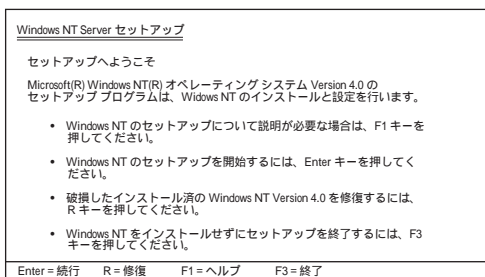 Windows NT Server セットアップ
セットアップへようこそ
Microsoft(R) Windows NT(R) オペレーティング システム Version 4.0 の
セットアップ プログラムは、Widows NT のインストールと設定を行います。
• Windows NT のセットアップについて説明が必要な場合は、F1 キーを
押してください。
• Windows NT のセットアップを開始するには、Enter キーを押してく
ださい。
• 破損したインストール済の Windows NT Version 4.0 を修復するには、
R キーを押してください。
• Windows NT をインストールせずにセットアップを終了するには、F3
キーを押してください。
Enter = 続行 R = 修復 F1 = ヘルプ F3 = 終了